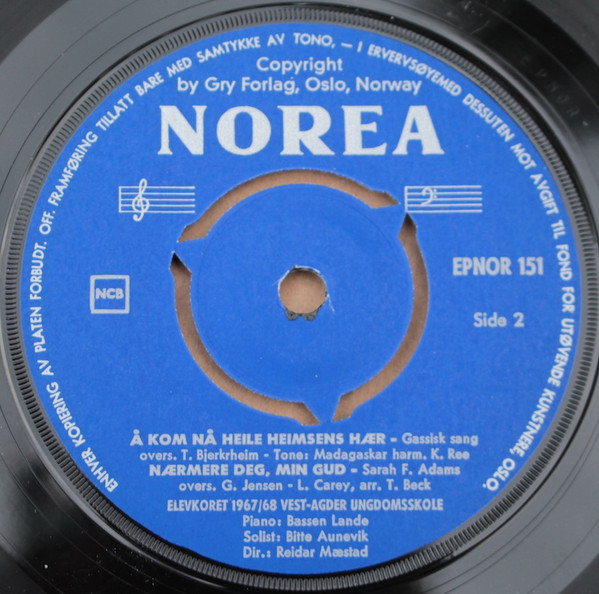 ENHVER KOPIERING AV PLATEN FORBUDT. OFF. FRAMFØRING TILLATT BARE MED SAMTYKKE AV TONO, – I ERVERVSØYEMED DESSUTEN MOT AVGIFT TIL FOND FOR UTØVENDE KUNSTNERE, OSLO.
Copyright
by Gry Forlag, Oslo, Norway
NOREA
NCB
EPNOR 151
Side 2
Å KOM NÅ HEILE HEIMSENS HÆR - Gassisk sang
overs. T. Bjerkrheim - Tone: Madagaskar harm. K. Røe
NÆRMERE DEG, MIN GUD - Sarah F. Adams
overs. G. Jensen - L. Carey, arr. T. Beck
ELEVKORET 1967/68 VEST-AGDER UNGDOMSSKOLE
Piano: Bassen Lande
Solist: Bitte Aunevik
Dir.: Reidar Mæstad